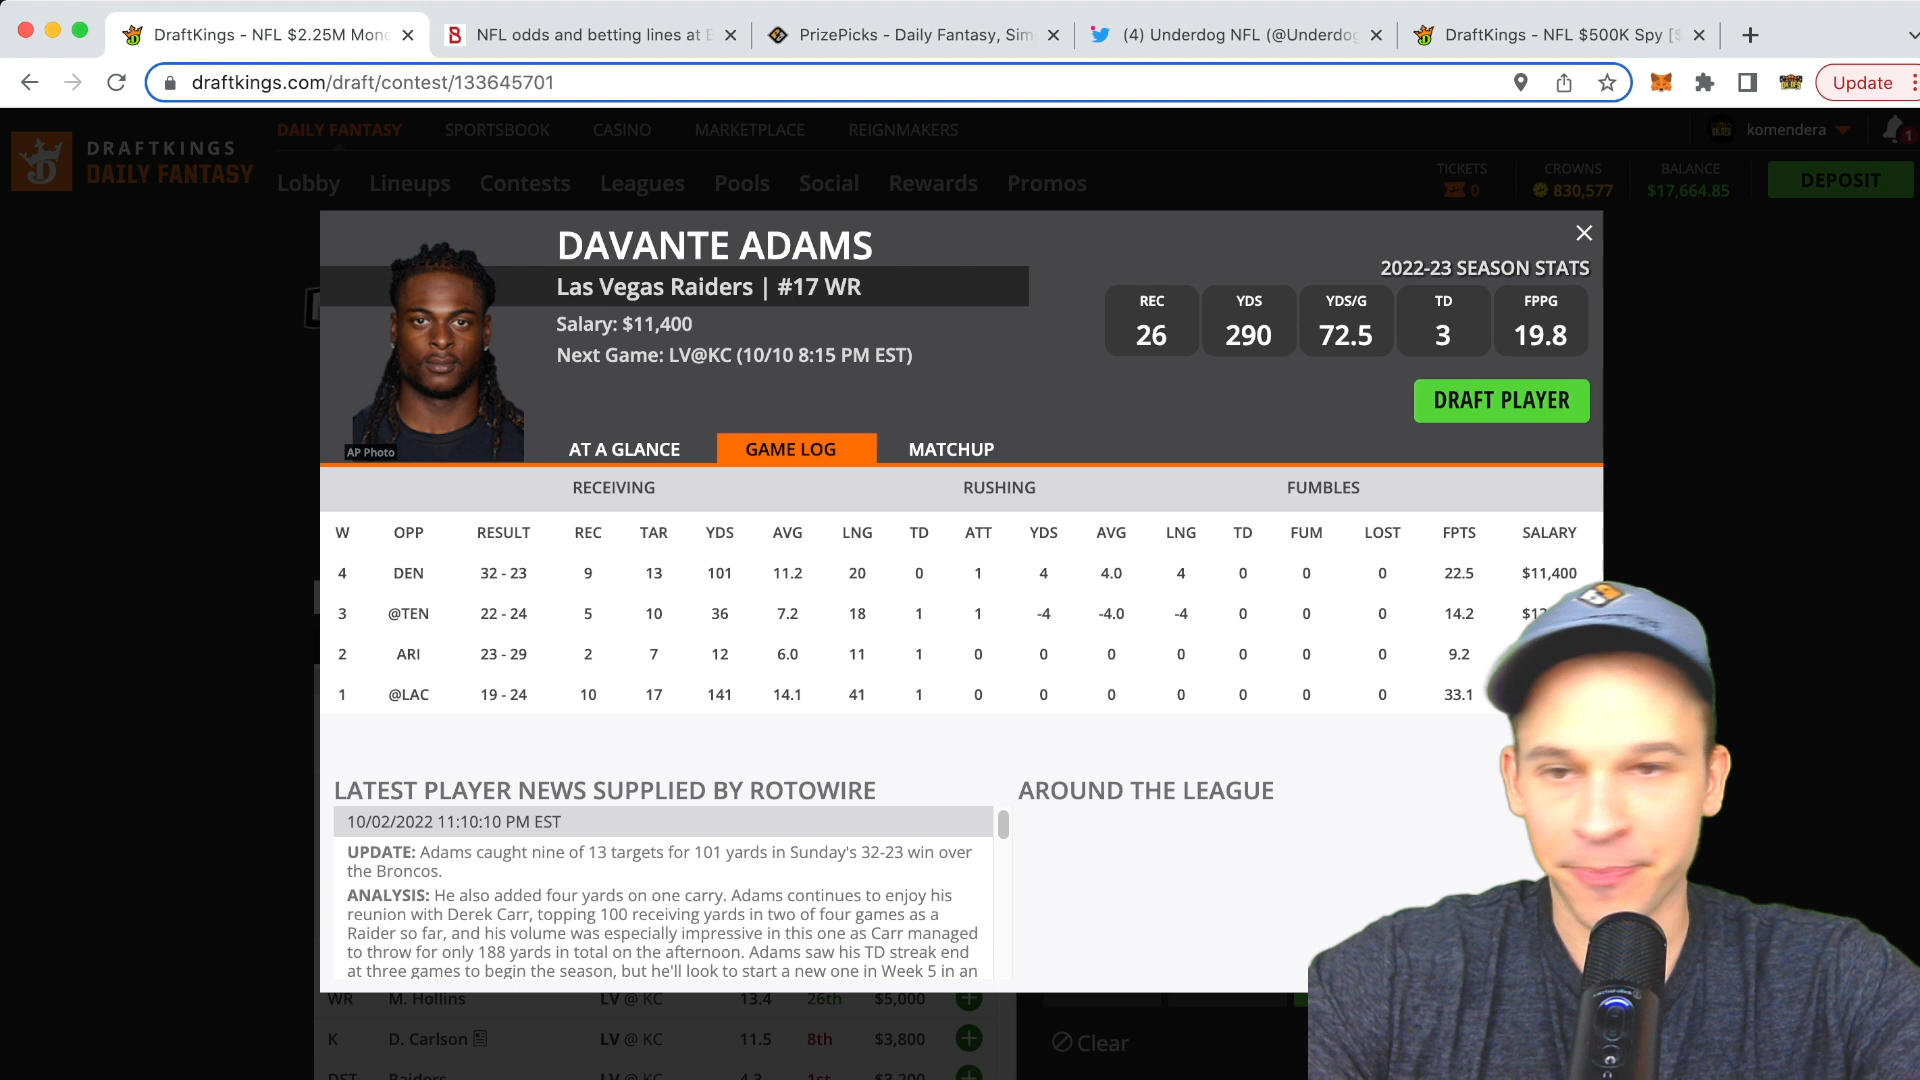 DraftKings - NFL $2.25M Mono
NFL odds and betting lines at B
PrizePicks - Daily Fantasy, Sim
(4) Underdog NFL (@Underdog
DraftKings - NFL $500K Spy [$
draftkings.com/draft/contest/133645701
Update
DRAFTKINGS
DAILY FANTASY
DAILY FANTASY SPORTSBOOK CASINO MARKETPLACE REIGNMAKERS
komendera
1
Lobby Lineups Contests Leagues Pools Social Rewards Promos
TICKETS CROWNS BALANCE
0 830,577 $17,664.85
DEPOSIT
DAVANTE ADAMS
Las Vegas Raiders | #17 WR
Salary: $11,400
Next Game: LV@KC (10/10 8:15 PM EST)
AP Photo
2022-23 SEASON STATS
REC YDS YDS/G TD FPPG
26 290 72.5 3 19.8
DRAFT PLAYER
AT A GLANCE GAME LOG MATCHUP
RECEIVING RUSHING FUMBLES
W OPP RESULT REC TAR YDS AVG LNG TD ATT YDS AVG LNG TD FUM LOST FPTS SALARY
4 DEN 32 - 23 9 13 101 11.2 20 0 1 4 4.0 4 0 0 0 22.5 $11,400
3 @TEN 22 - 24 5 10 36 7.2 18 1 1 -4 -4.0 -4 0 0 0 14.2
2 ARI 23 - 29 2 7 12 6.0 11 1 0 0 0 0 0 0 0 9.2
1 @LAC 19 - 24 10 17 141 14.1 41 1 0 0 0 0 0 0 0 33.1
LATEST PLAYER NEWS SUPPLIED BY ROTOWIRE
10/02/2022 11:10:10 PM EST
UPDATE: Adams caught nine of 13 targets for 101 yards in Sunday's 32-23 win over
the Broncos.
ANALYSIS: He also added four yards on one carry. Adams continues to enjoy his
reunion with Derek Carr, topping 100 receiving yards in two of four games as a
Raider so far, and his volume was especially impressive in this one as Carr managed
to throw for only 188 yards in total on the afternoon. Adams saw his TD streak end
at three games to begin the season, but he'll look to start a new one in Week 5 in an
AROUND THE LEAGUE
WR M. Hollins LV @ KC 13.4 26th $5,000
K D. Carlson LV @ KC 11.5 8th $3,800
DST Raiders LV @ KC 4.3 1st $3,200
Clear